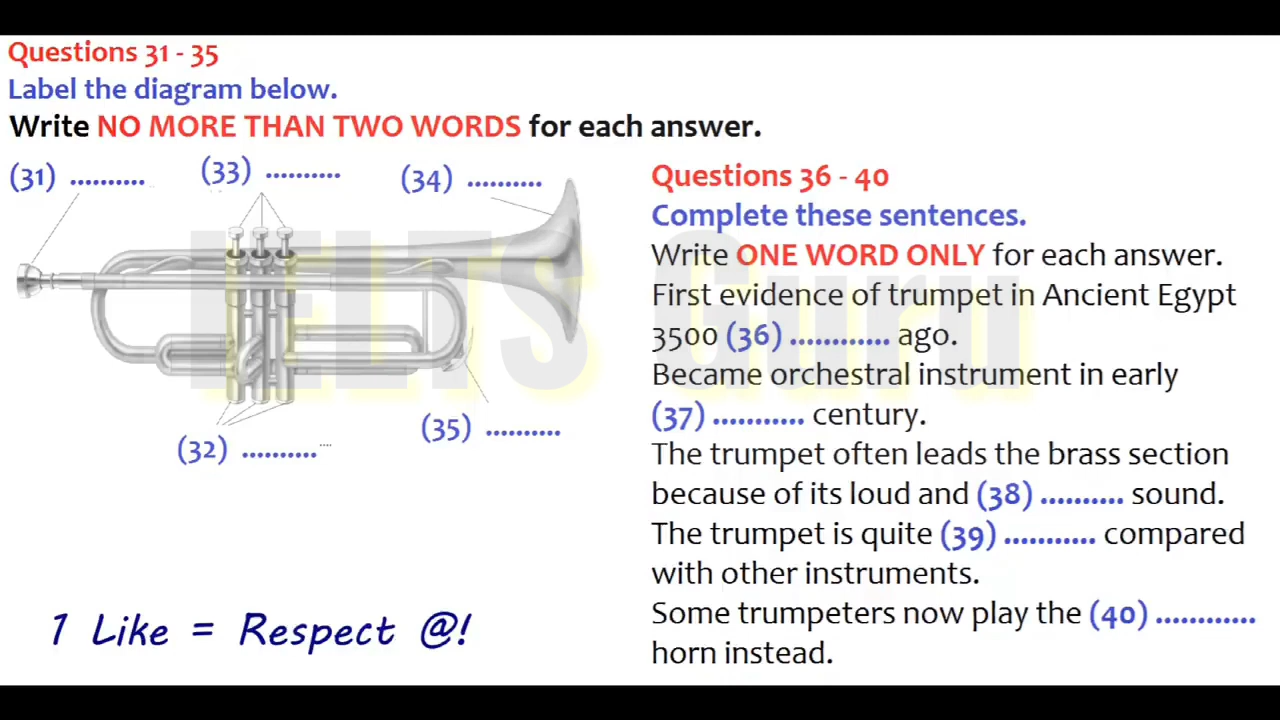 Questions 31 - 35
Label the diagram below.
Write NO MORE THAN TWO WORDS for each answer.
(31) ..........
(33) ..........
(34) ..........
(32) ..........
(35) ..........
IELTS Guru
Questions 36 - 40
Complete these sentences.
Write ONE WORD ONLY for each answer.
First evidence of trumpet in Ancient Egypt
3500 (36) ............ ago.
Became orchestral instrument in early
(37) ........... century.
The trumpet often leads the brass section
because of its loud and (38) .......... sound.
The trumpet is quite (39) ........... compared
with other instruments.
Some trumpeters now play the (40) ............
horn instead.
1 Like = Respect @!